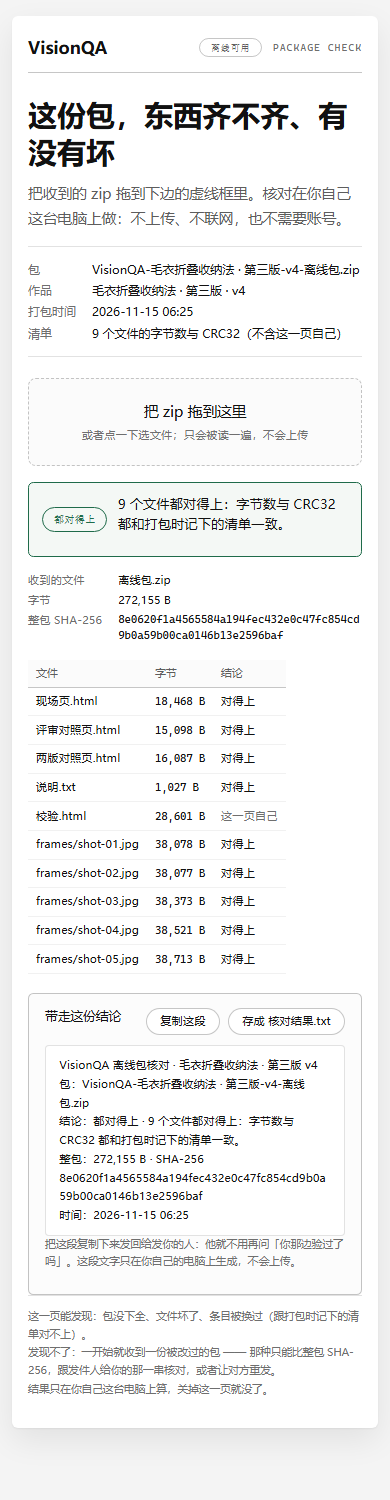 VisionQA
离线可用
PACKAGE CHECK
这份包，东西齐不齐、有
没有坏
把收到的 zip 拖到下边的虚线框里。核对在你自己
这台电脑上做：不上传、不联网，也不需要账号。
包 VisionQA-毛衣折叠收纳法 · 第三版-v4-离线包.zip
作品 毛衣折叠收纳法 · 第三版 · v4
打包时间 2026-11-15 06:25
清单 9 个文件的字节数与 CRC32（不含这一页自己）
把 zip 拖到这里
或者点一下选文件；只会被读一遍，不会上传
都对得上
9 个文件都对得上：字节数与 CRC32
都和打包时记下的清单一致。
收到的文件 离线包.zip
字节 272,155 B
整包 SHA-256 8e0620f1a4565584a194fec432e0c47fc854cd
9b0a59b00ca0146b13e2596baf
文件 字节 结论
现场页.html 18,468 B 对得上
评审对照页.html 15,098 B 对得上
两版对照页.html 16,087 B 对得上
说明.txt 1,027 B 对得上
校验.html 28,601 B 这一页自己
frames/shot-01.jpg 38,078 B 对得上
frames/shot-02.jpg 38,077 B 对得上
frames/shot-03.jpg 38,373 B 对得上
frames/shot-04.jpg 38,521 B 对得上
frames/shot-05.jpg 38,713 B 对得上
带走这份结论
复制这段
存成 核对结果.txt
VisionQA 离线包核对 · 毛衣折叠收纳法 · 第三版 v4
包：VisionQA-毛衣折叠收纳法 · 第三版-v4-离线
包.zip
结论：都对得上 · 9 个文件都对得上：字节数与
CRC32 都和打包时记下的清单一致。
整包：272,155 B · SHA-256
8e0620f1a4565584a194fec432e0c47fc854cd9b0a
59b00ca0146b13e2596baf
时间：2026-11-15 06:25
把这段复制下来发回给发你的人：他就不用再问「你那边验过了
吗」。这段文字只在你自己的电脑上生成，不会上传。
这一页能发现：包没下全、文件坏了、条目被换过（跟打包时记下的清
单对不上）。
发现不了：一开始就收到一份被改过的包 —— 那种只能比整包 SHA-
256，跟发件人给你的那一串核对，或者让对方重发。
结果只在你自己这台电脑上算，关掉这一页就没了。